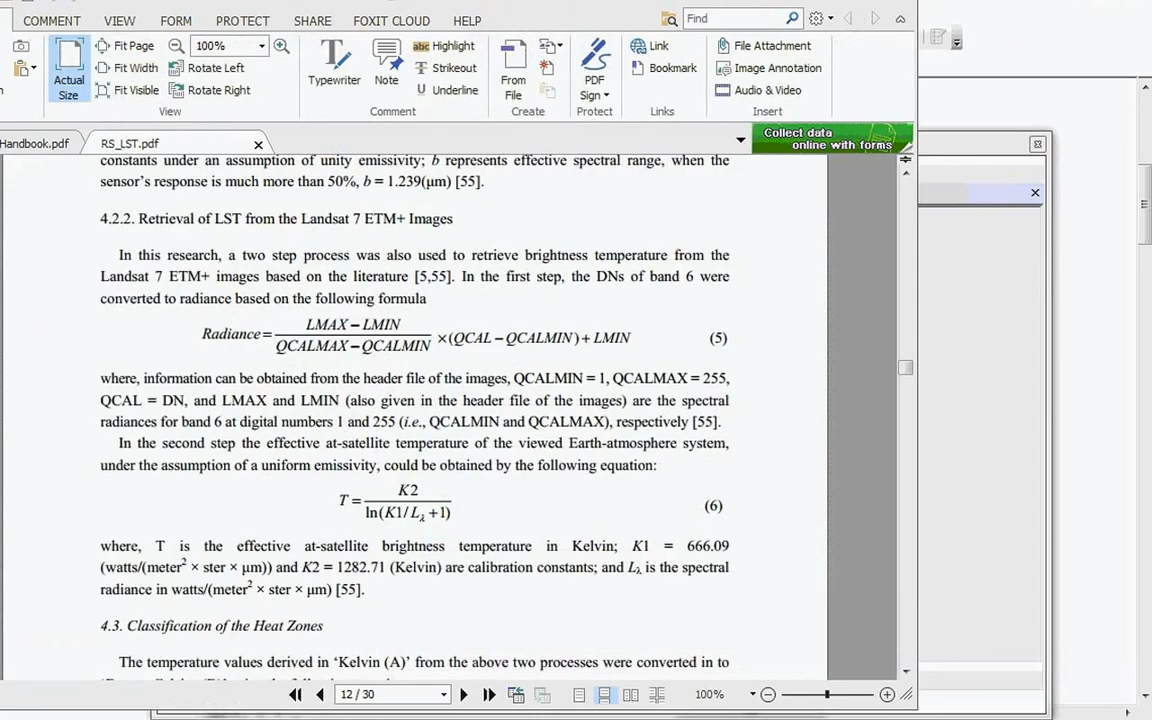 COMMENT VIEW FORM PROTECT SHARE FOXIT CLOUD HELP
Find
Fit Page 100% abc Highlight Link File Attachment
Fit Width Rotate Left Strikeout Bookmark Image Annotation
Actual Size Fit Visible Rotate Right Typewriter Note Underline From File PDF Sign Audio & Video
View Comment Create Protect Links Insert
Handbook.pdf RS_LST.pdf
Collect data
online with forms
constants under an assumption of unity emissivity; b represents effective spectral range, when the
sensor's response is much more than 50%, b = 1.239(μm) [55].
4.2.2. Retrieval of LST from the Landsat 7 ETM+ Images
In this research, a two step process was also used to retrieve brightness temperature from the
Landsat 7 ETM+ images based on the literature [5,55]. In the first step, the DNs of band 6 were
converted to radiance based on the following formula
Radiance = (LMAX − LMIN) / (QCALMAX − QCALMIN) × (QCAL − QCALMIN) + LMIN (5)
where, information can be obtained from the header file of the images, QCALMIN = 1, QCALMAX = 255,
QCAL = DN, and LMAX and LMIN (also given in the header file of the images) are the spectral
radiances for band 6 at digital numbers 1 and 255 (i.e., QCALMIN and QCALMAX), respectively [55].
In the second step the effective at-satellite temperature of the viewed Earth-atmosphere system,
under the assumption of a uniform emissivity, could be obtained by the following equation:
T = K2 / ln(K1/Lλ +1) (6)
where, T is the effective at-satellite brightness temperature in Kelvin; K1 = 666.09
(watts/(meter² × ster × μm)) and K2 = 1282.71 (Kelvin) are calibration constants; and Lλ is the spectral
radiance in watts/(meter² × ster × μm) [55].
4.3. Classification of the Heat Zones
The temperature values derived in 'Kelvin (A)' from the above two processes were converted in to
12 / 30 100%